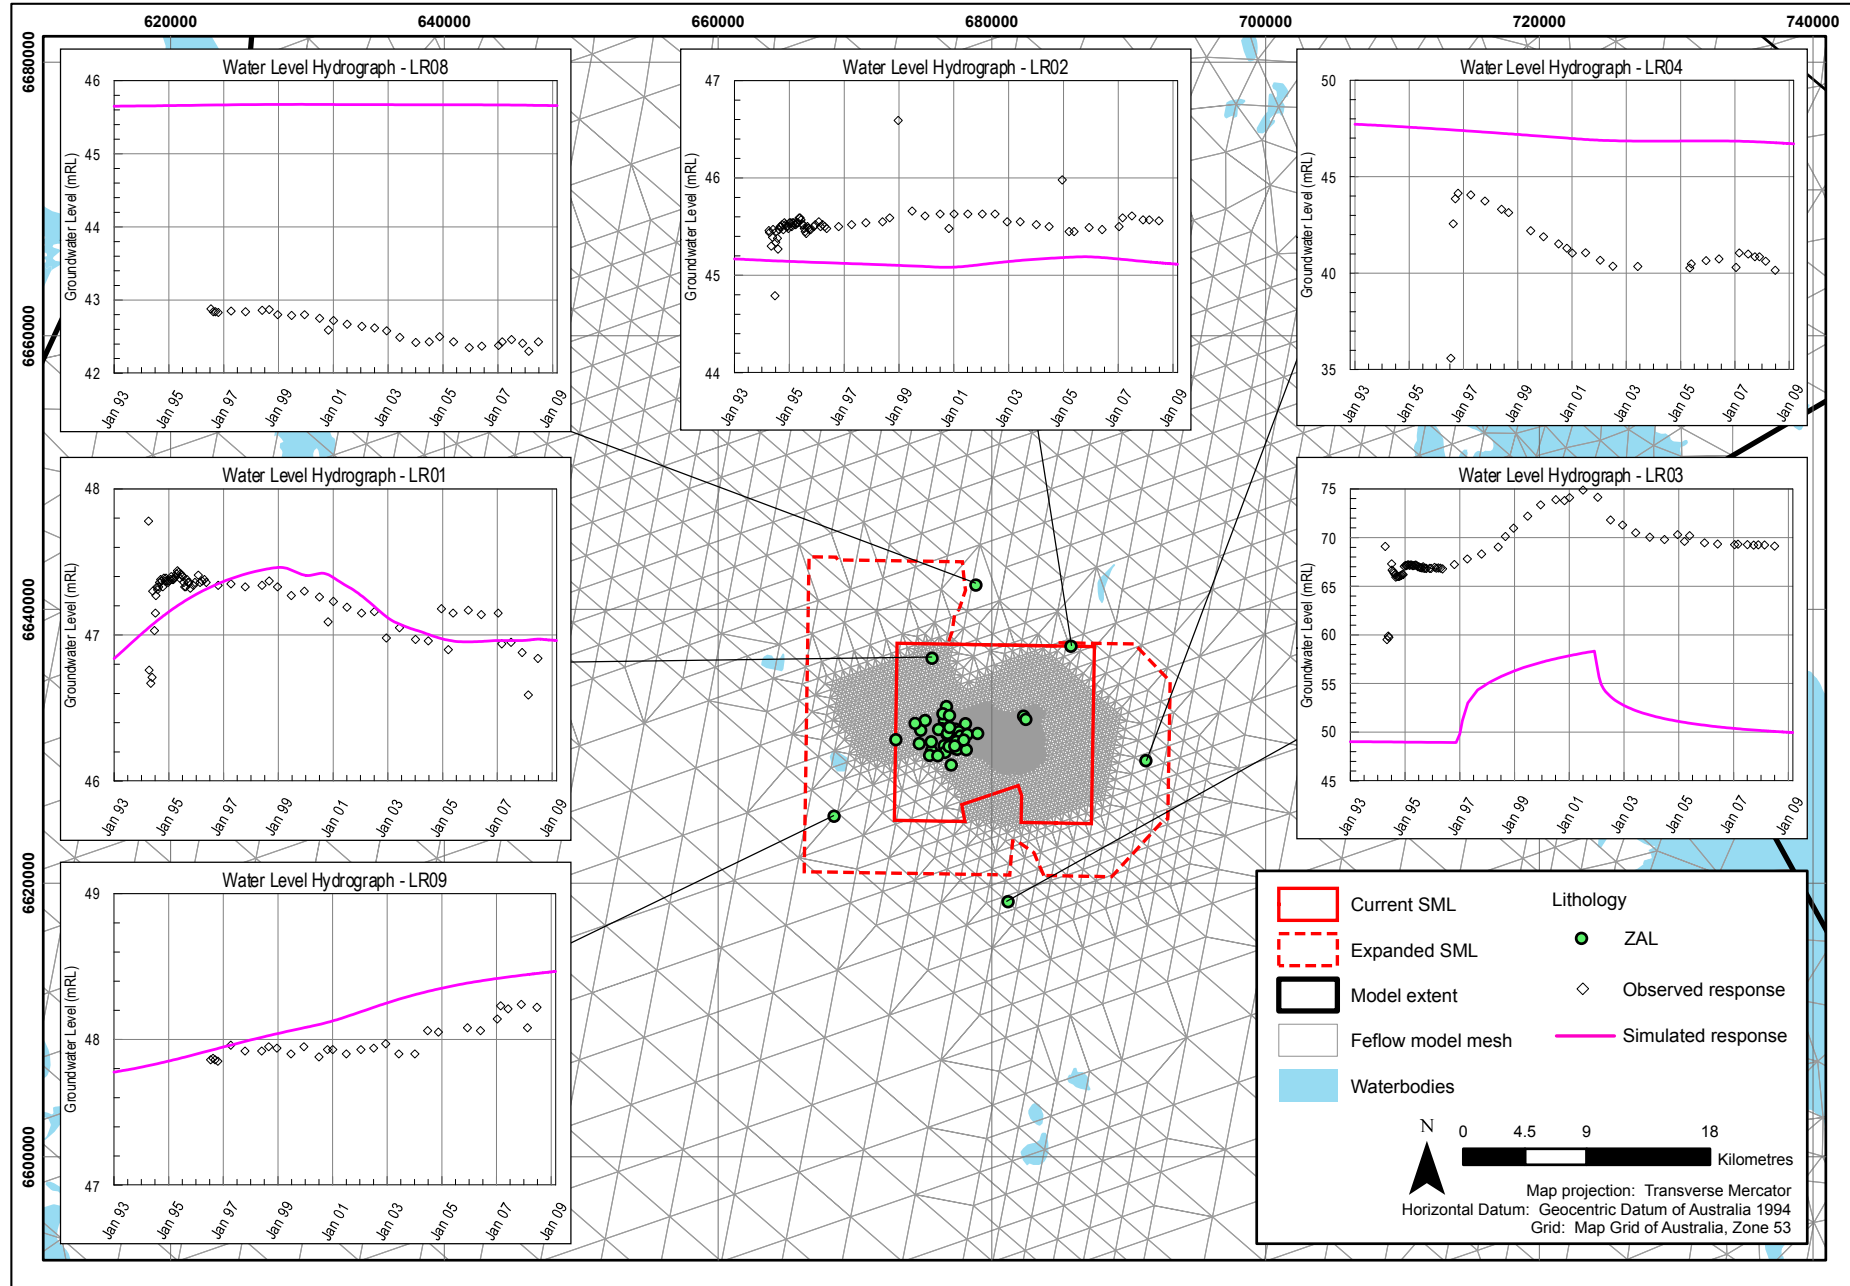 620000 640000 660000 680000 700000 720000 740000
6680000
6660000
6640000
6620000
6600000
Water Level Hydrograph - LR08
Groundwater Level (mRL)
46
45
44
43
42
Jan 93 Jan 95 Jan 97 Jan 99 Jan 01 Jan 03 Jan 05 Jan 07 Jan 09
Water Level Hydrograph - LR02
Groundwater Level (mRL)
47
46
45
44
Jan 93 Jan 95 Jan 97 Jan 99 Jan 01 Jan 03 Jan 05 Jan 07 Jan 09
Water Level Hydrograph - LR04
Groundwater Level (mRL)
50
45
40
35
Jan 93 Jan 95 Jan 97 Jan 99 Jan 01 Jan 03 Jan 05 Jan 07 Jan 09
Water Level Hydrograph - LR01
Groundwater Level (mRL)
48
47
46
Jan 93 Jan 95 Jan 97 Jan 99 Jan 01 Jan 03 Jan 05 Jan 07 Jan 09
Water Level Hydrograph - LR03
Groundwater Level (mRL)
75
70
65
60
55
50
45
Jan 93 Jan 95 Jan 97 Jan 99 Jan 01 Jan 03 Jan 05 Jan 07 Jan 09
Water Level Hydrograph - LR09
Groundwater Level (mRL)
49
48
47
Jan 93 Jan 95 Jan 97 Jan 99 Jan 01 Jan 03 Jan 05 Jan 07 Jan 09
Current SML
Expanded SML
Model extent
Feflow model mesh
Waterbodies
Lithology
ZAL
Observed response
Simulated response
N
0 4.5 9 18
Kilometres
Map projection: Transverse Mercator
Horizontal Datum: Geocentric Datum of Australia 1994
Grid: Map Grid of Australia, Zone 53